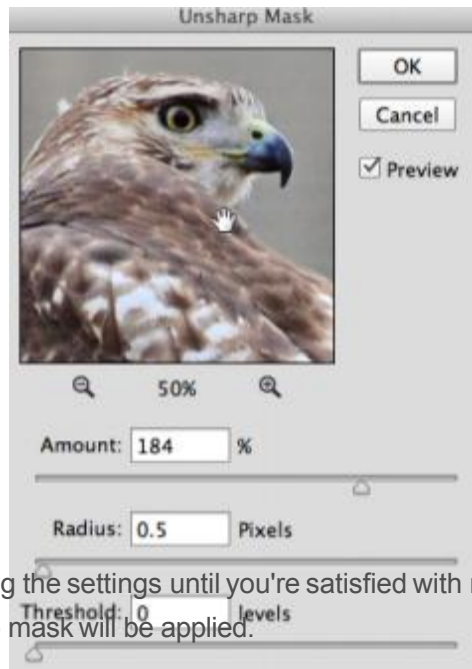 Unsharp Mask
OK
Cancel
Preview
50%
Amount: 184 %
Radius: 0.5 Pixels
g the settings until you're satisfied with
Threshold: 0 levels
mask will be applied.